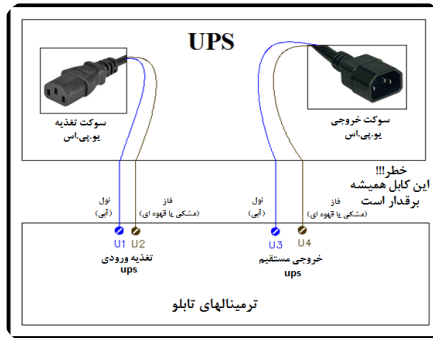 UPS
سوکت تغذیه
یو.پی.اس
سوکت خروجی
یو.پی.اس
خطر!!!
این کابل همیشه
برقدار است
نول
(آبی)
فاز
(مشکی یا قهوه ای)
نول
(آبی)
فاز
(مشکی یا قهوه ای)
U1 U2
U3 U4
تغذیه ورودی
ups
خروجی مستقیم
ups
ترمینالهای تابلو